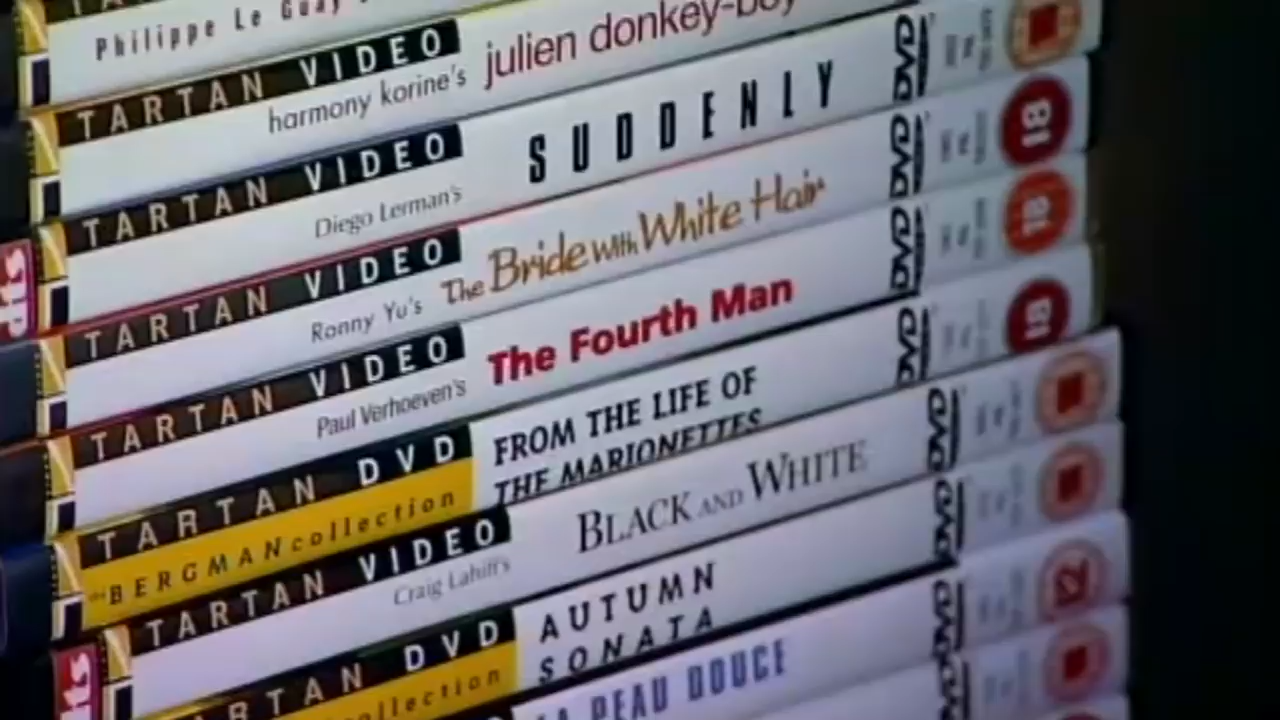 Philippe Le Guay
TARTAN VIDEO
harmony korine's
julien donkey-boy
DVD
TARTAN VIDEO
Diego Lerman's
SUDDENLY
DVD
18
TARTAN VIDEO
Ronny Yu's
The Bride with White Hair
DVD
TARTAN VIDEO
Paul Verhoeven's
The Fourth Man
DVD
18
TARTAN DVD
BERGMAN collection
FROM THE LIFE OF
THE MARIONETTES
DVD
TARTAN VIDEO
Craig Lahiff's
BLACK AND WHITE
DVD
TARTAN DVD
collection
AUTUMN
SONATA
DVD
12
LA PEAU DOUCE